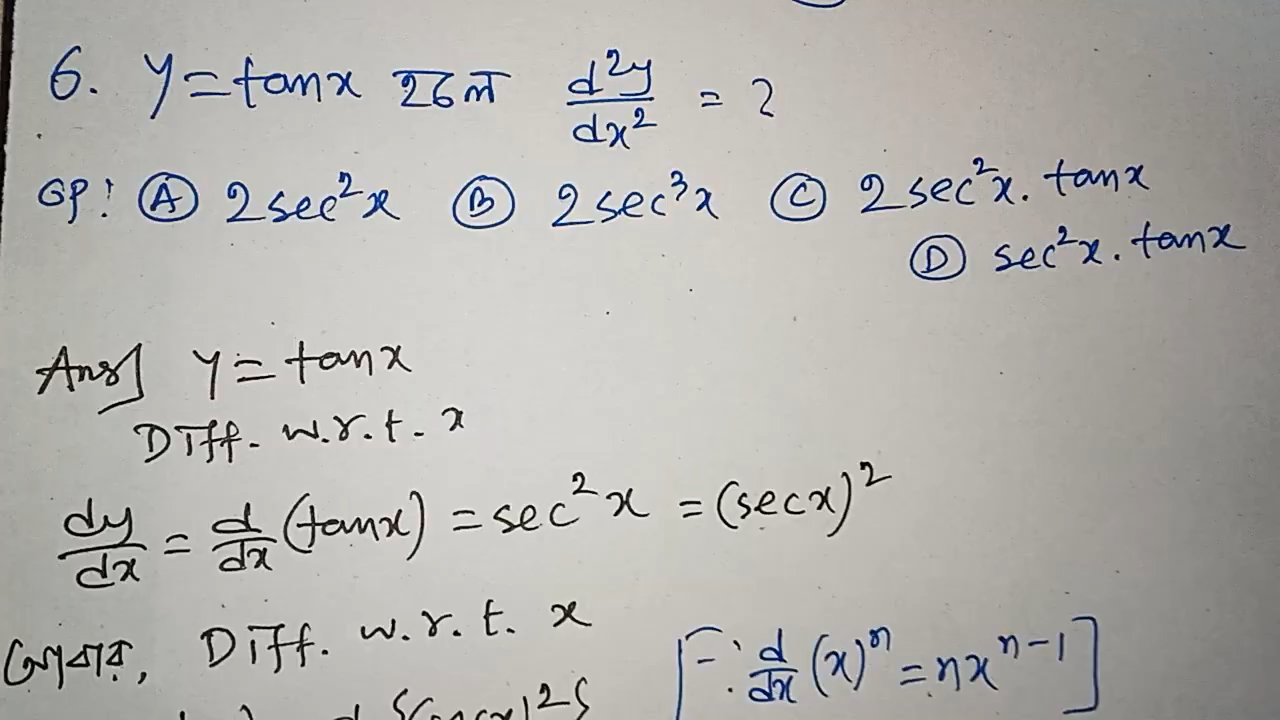 6. y = tanx হলে d²y/dx² = ?
OP: Ⓐ 2sec²x Ⓑ 2sec³x Ⓒ 2sec²x. tanx
Ⓓ sec²x. tanx
Ans] y = tanx
Diff. w.r.t. x
dy/dx = d/dx (tanx) = sec²x = (secx)²
আবার, Diff. w.r.t. x
[∵ d/dx (x)ⁿ = nxⁿ⁻¹]